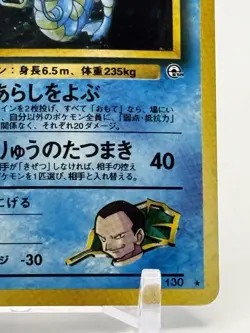 ン：身長6.5m、体重235kg
あらしをよぶ
インを2枚投げ、すべて「おもて」なら、場にい
、自分以外のポケモン全員に、「弱点・抵抗力」
関係なく、それぞれ20ダメージ。
りゅうのたつまき 40
相手が「きぜつ」しなければ、相手の控え
ポケモンを1匹選び、相手と入れ替える。
にげる
ジ -30
130 ★